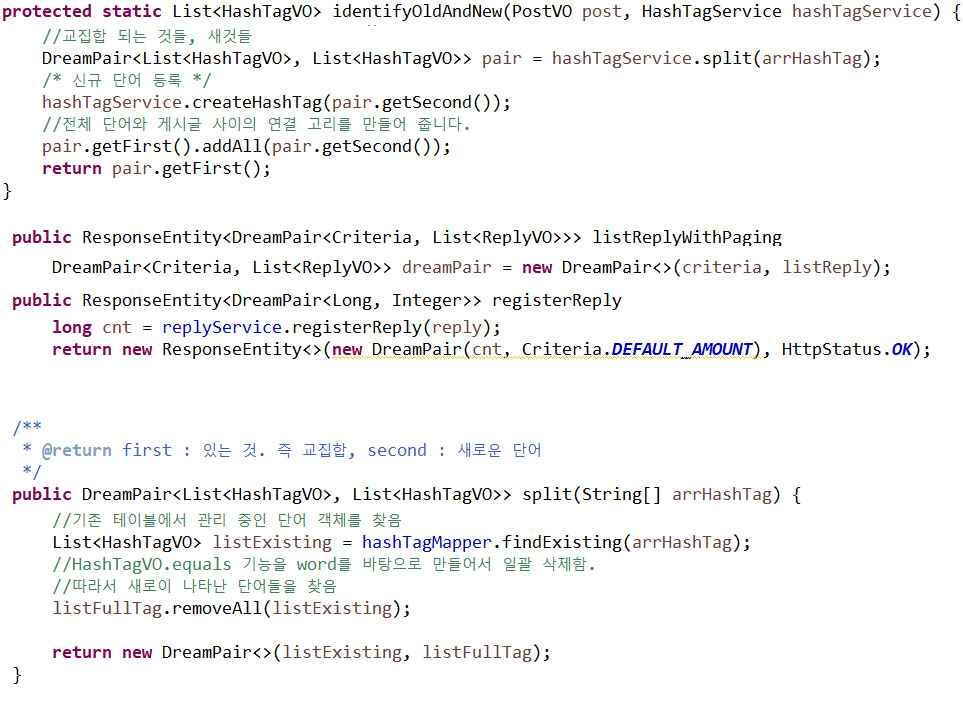 protected static List<HashTagVO> identifyOldAndNew(PostVO post, HashTagService hashTagService) {
//교집합 되는 것들, 새것들
DreamPair<List<HashTagVO>, List<HashTagVO>> pair = hashTagService.split(arrHashTag);
/* 신규 단어 등록 */
hashTagService.createHashTag(pair.getSecond());
//전체 단어와 게시글 사이의 연결 고리를 만들어 줍니다.
pair.getFirst().addAll(pair.getSecond());
return pair.getFirst();
}
public ResponseEntity<DreamPair<Criteria, List<ReplyVO>>> listReplyWithPaging
DreamPair<Criteria, List<ReplyVO>> dreamPair = new DreamPair<>(criteria, listReply);
public ResponseEntity<DreamPair<Long, Integer>> registerReply
long cnt = replyService.registerReply(reply);
return new ResponseEntity<>(new DreamPair(cnt, Criteria.DEFAULT_AMOUNT), HttpStatus.OK);
/**
* @return first : 있는 것. 즉 교집합, second : 새로운 단어
*/
public DreamPair<List<HashTagVO>, List<HashTagVO>> split(String[] arrHashTag) {
//기존 테이블에서 관리 중인 단어 객체를 찾음
List<HashTagVO> listExisting = hashTagMapper.findExisting(arrHashTag);
//HashTagVO.equals 기능을 word를 바탕으로 만들어서 일괄 삭제함.
//따라서 새로이 나타난 단어들을 찾음
listFullTag.removeAll(listExisting);
return new DreamPair<>(listExisting, listFullTag);
}